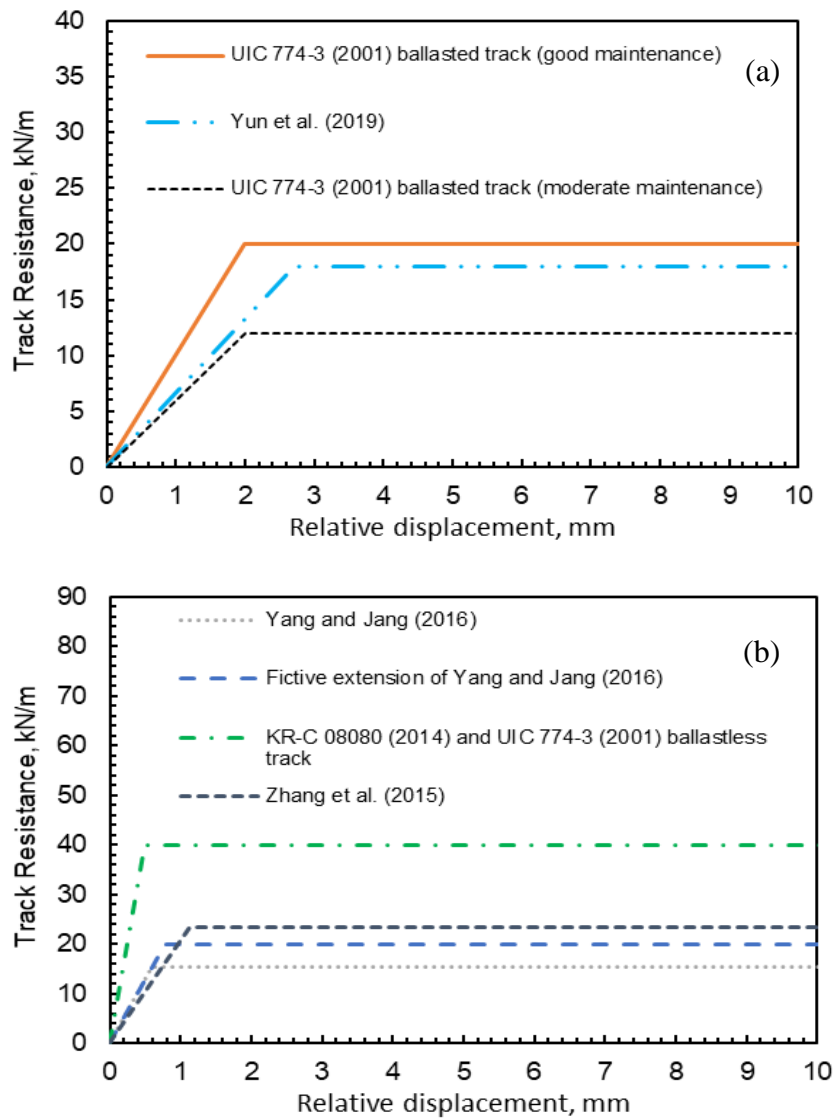 40
35
30
25
20
15
10
5
0
Track Resistance, kN/m
UIC 774-3 (2001) ballasted track (good maintenance)
(a)
Yun et al. (2019)
UIC 774-3 (2001) ballasted track (moderate maintenance)
0 1 2 3 4 5 6 7 8 9 10
Relative displacement, mm
90
80
70
60
50
40
30
20
10
0
Track Resistance, kN/m
Yang and Jang (2016)
(b)
Fictive extension of Yang and Jang (2016)
KR-C 08080 (2014) and UIC 774-3 (2001) ballastless
track
Zhang et al. (2015)
0 1 2 3 4 5 6 7 8 9 10
Relative displacement, mm